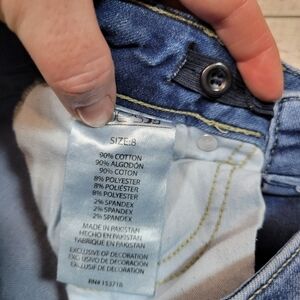 SIZE:8
90% COTTON
90% ALGODÓN
90% COTON
8% POLYESTER
8% POLIÉSTER
8% POLYESTER
2% SPANDEX
2% SPANDEX
2% SPANDEX
MADE IN PAKISTAN
HECHO EN PAKISTAN
FABRIQUE EN PAKISTAN
EXCLUSIVE OF DECORATION
EXCLUSIVO DE DECORACION
EXCLUSIF DE DECORATION
RN# 153718